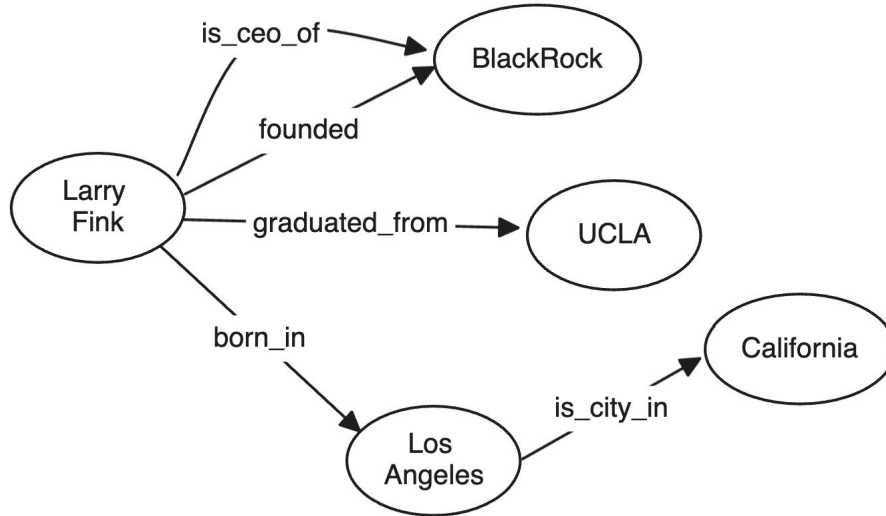 is_ceo_of
BlackRock
founded
Larry
Fink
graduated_from
UCLA
born_in
California
is_city_in
Los
Angeles